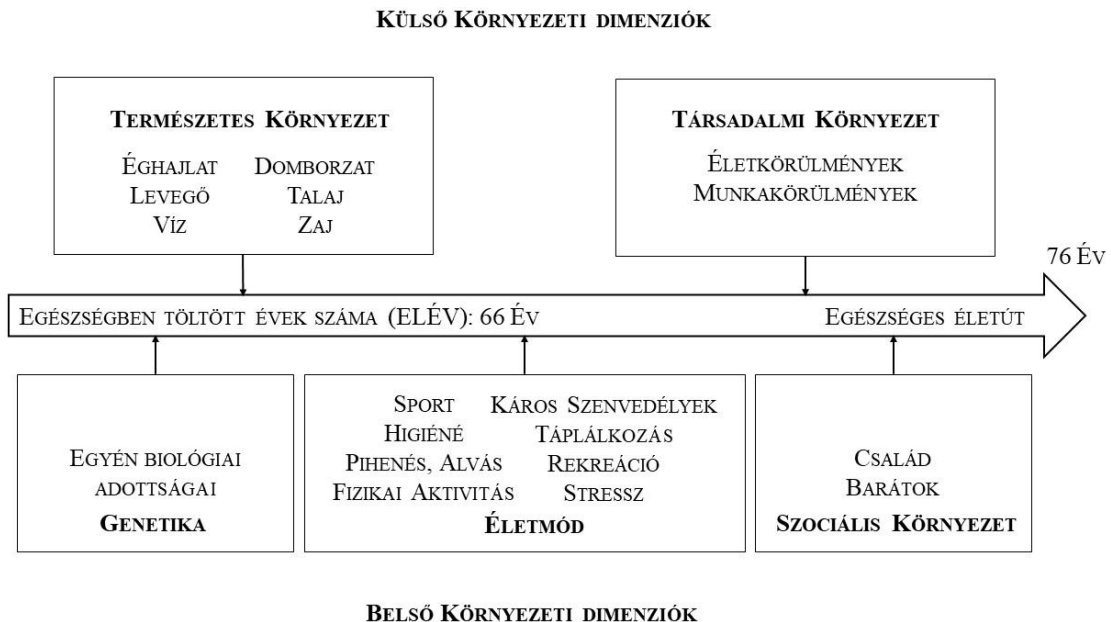 Külső Környezeti dimenziók
Természetes Környezet
Éghajlat Domborzat
Levegő Talaj
Víz Zaj
Társadalmi Környezet
Életkörülmények
Munkakörülmények
76 Év
Egészségben töltött évek száma (ELÉV): 66 Év Egészséges életút
Egyén biológiai
adottságai
Genetika
Sport Káros Szenvedélyek
Higiéné Táplálkozás
Pihenés, Alvás Rekreáció
Fizikai Aktivitás Stressz
Életmód
Család
Barátok
Szociális Környezet
Belső Környezeti dimenziók